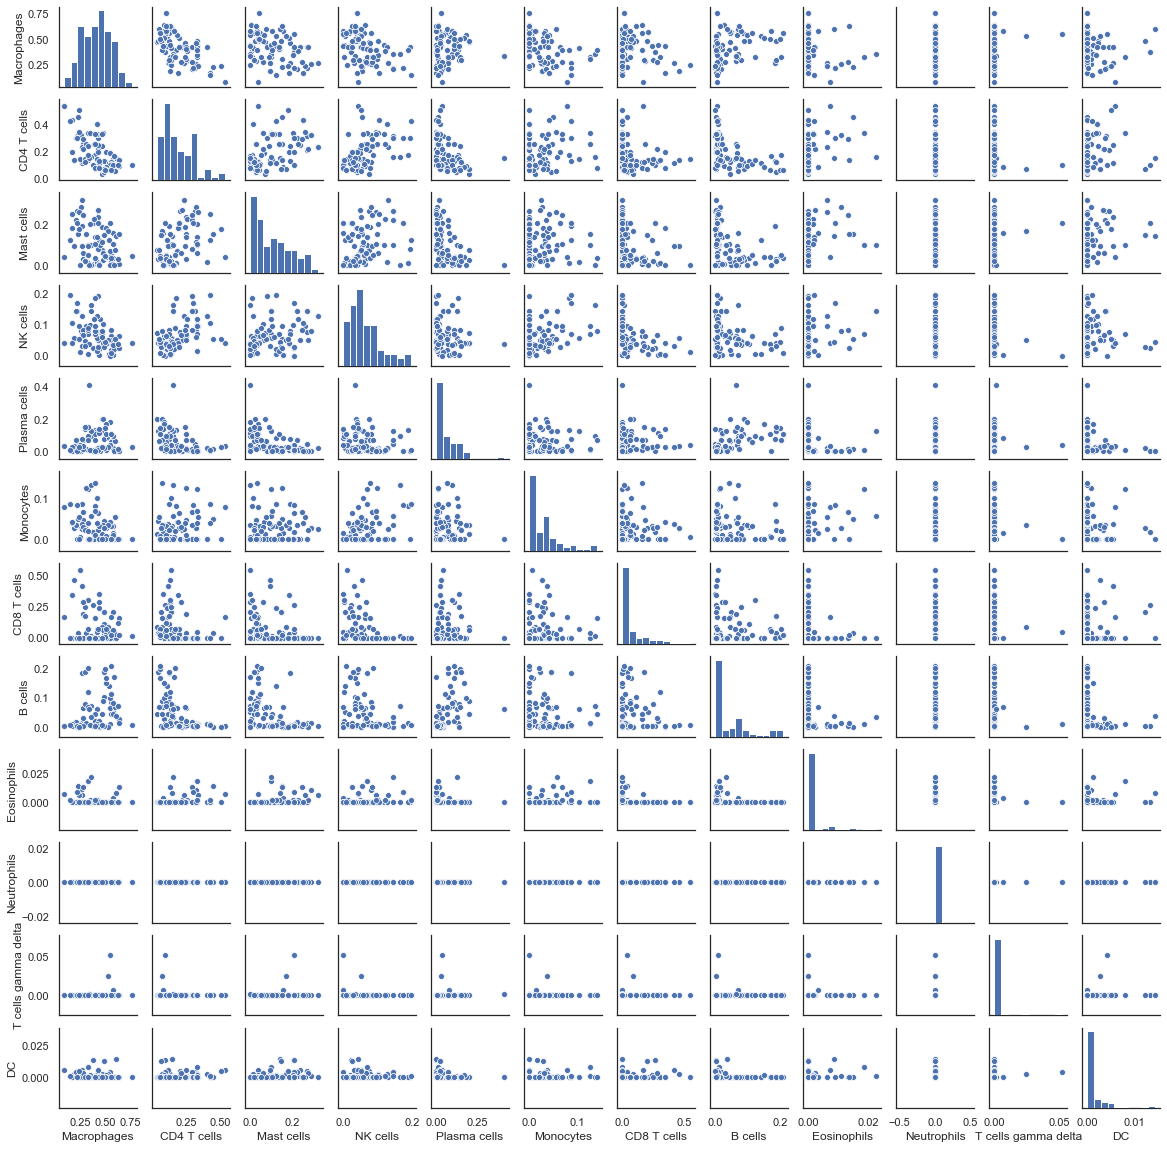 Macrophages
0.75
0.50
0.25
CD4 T cells
0.4
0.2
0.0
Mast cells
0.2
0.0
NK cells
0.2
0.1
0.0
Plasma cells
0.4
0.2
0.0
Monocytes
0.1
0.0
CD8 T cells
0.50
0.25
0.00
B cells
0.2
0.1
0.0
Eosinophils
0.025
0.000
Neutrophils
0.02
0.00
−0.02
T cells gamma delta
0.05
0.00
DC
0.025
0.000
0.25 0.50 0.75 0.25 0.50 0.0 0.2 0.0 0.2 0.00 0.25 0.0 0.1 0.0 0.5 0.0 0.2 0.00 0.02 −0.5 0.0 0.5 0.00 0.05 0.00 0.01
Macrophages CD4 T cells Mast cells NK cells Plasma cells Monocytes CD8 T cells B cells Eosinophils Neutrophils T cells gamma delta DC